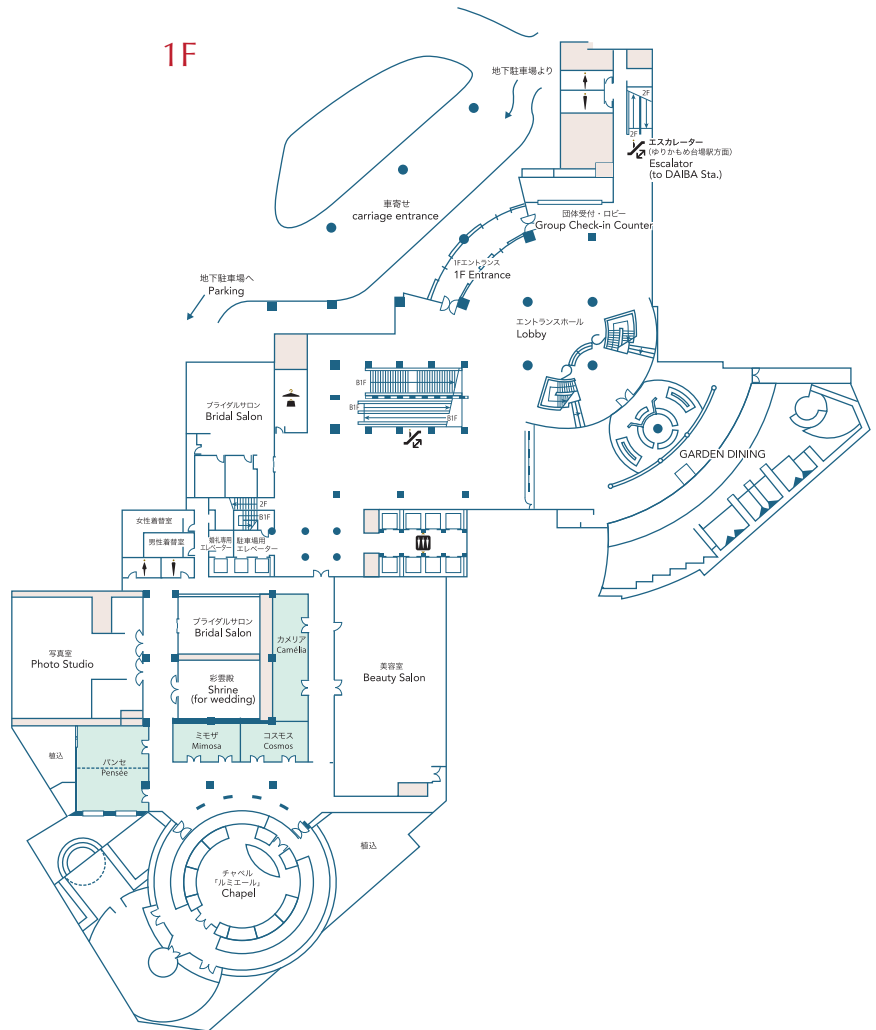 1F
地下駐車場より
2F
2F
エスカレーター
(ゆりかもめ台場駅方面)
Escalator
(to DAIBA Sta.)
車寄せ
carriage entrance
団体受付・ロビー
Group Check-in Counter
1Fエントランス
1F Entrance
地下駐車場へ
Parking
エントランスホール
Lobby
B1F
B1F
B1F
ブライダルサロン
Bridal Salon
GARDEN DINING
2F
B1F
女性着替室
男性着替室
婚礼専用
エレベーター
駐車場用
エレベーター
ブライダルサロン
Bridal Salon
カメリア
Camélia
写真室
Photo Studio
彩雲殿
Shrine
(for wedding)
美容室
Beauty Salon
ミモザ
Mimosa
コスモス
Cosmos
植込
パンセ
Pensée
植込
チャペル
「ルミエール」
Chapel